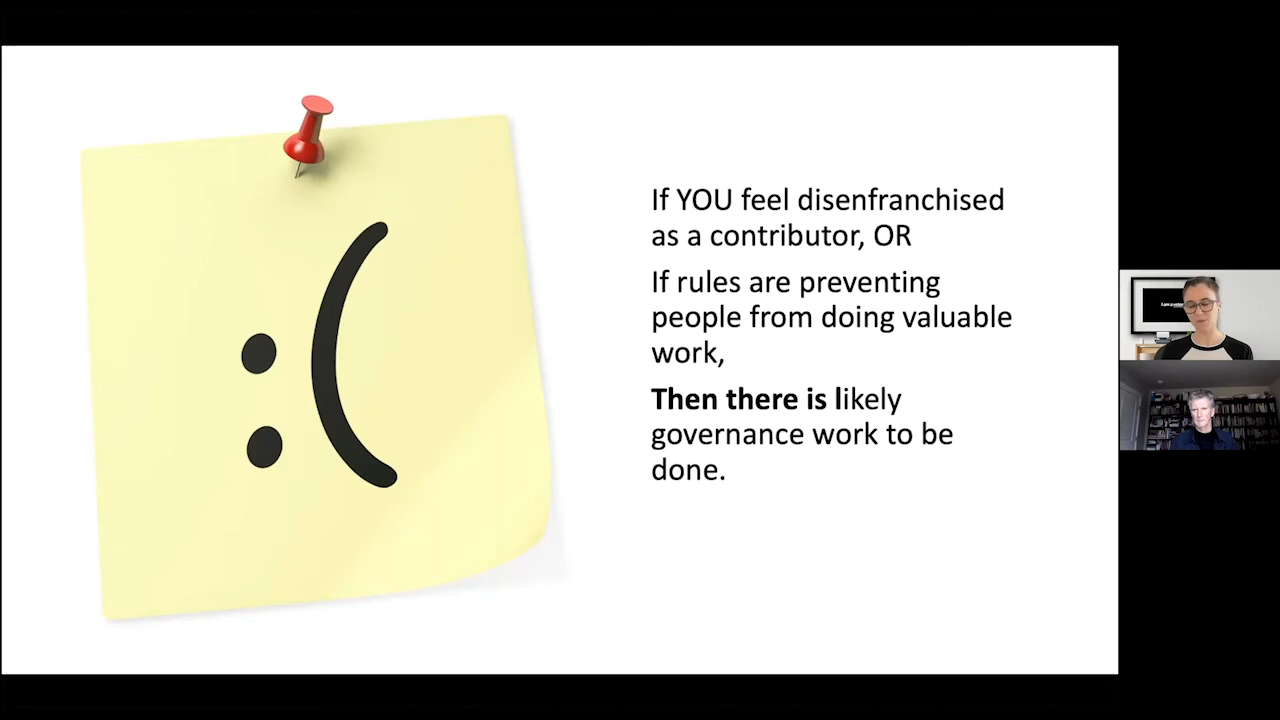 If YOU feel disenfranchised
as a contributor, OR
If rules are preventing
people from doing valuable
work,
Then there is likely
governance work to be
done.